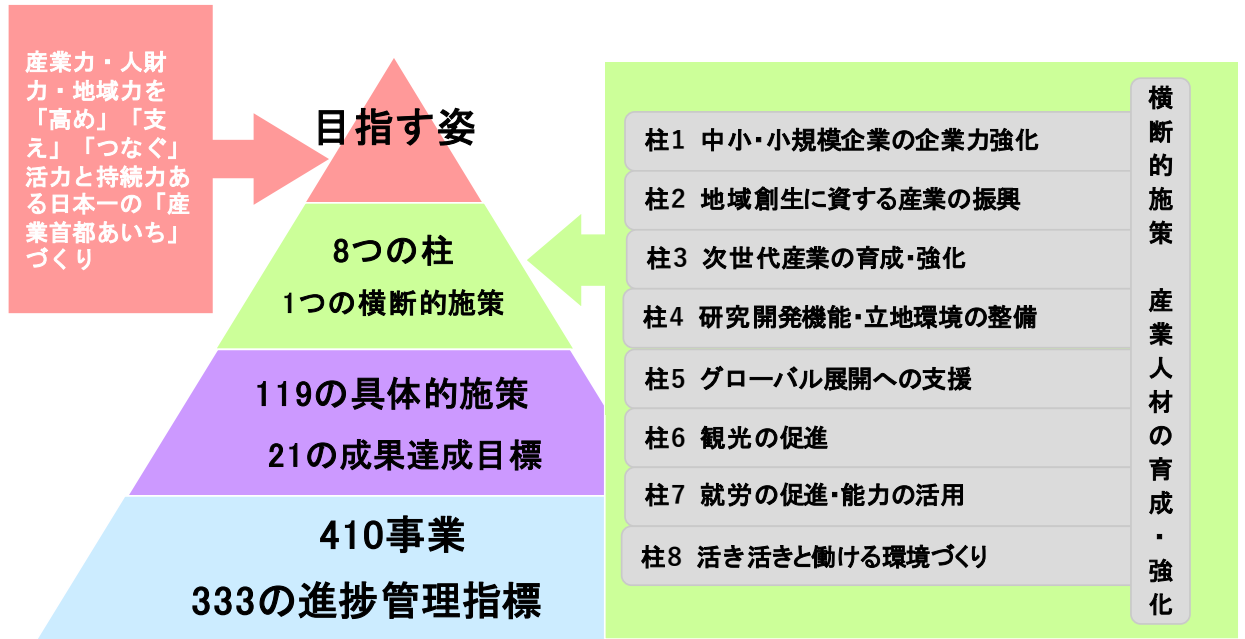 産業力・人財
力・地域力を
「高め」「支
え」「つなぐ」
活力と持続力あ
る日本一の「産
業首都あいち」
づくり
目指す姿
8つの柱
1つの横断的施策
119の具体的施策
21の成果達成目標
410事業
333の進捗管理指標
柱1 中小・小規模企業の企業力強化
柱2 地域創生に資する産業の振興
柱3 次世代産業の育成・強化
柱4 研究開発機能・立地環境の整備
柱5 グローバル展開への支援
柱6 観光の促進
柱7 就労の促進・能力の活用
柱8 活き活きと働ける環境づくり
横断的施策 産業人材の育成・強化